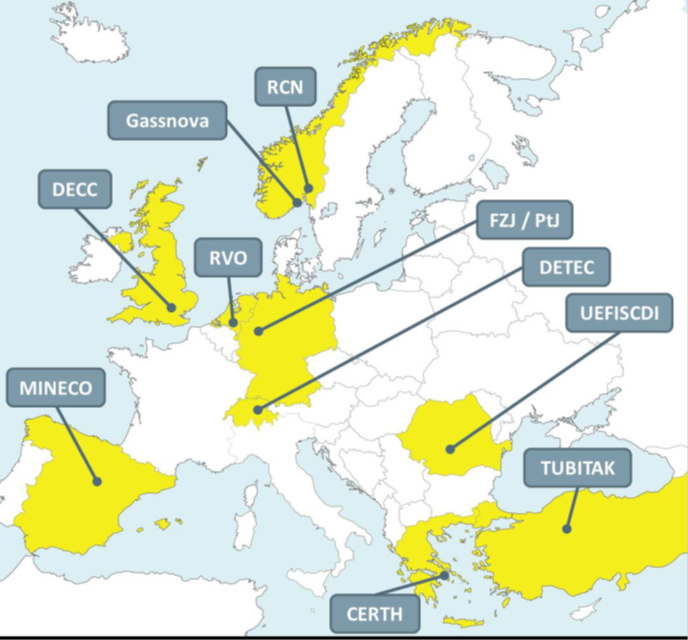 RCN
Gassnova
DECC
FZJ / PtJ
RVO
DETEC
UEFISCDI
MINECO
TUBITAK
CERTH